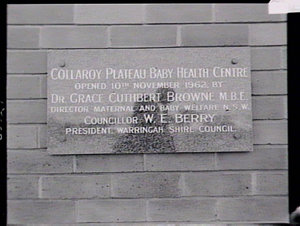 COLLAROY PLATEAU BABY HEALTH CENTRE
OPENED 10TH NOVEMBER 1962, BY
DR. GRACE CUTHBERT BROWNE M.B.E.
DIRECTOR MATERNAL AND BABY WELFARE N.S.W.
COUNCILLOR W. E. BERRY
PRESIDENT, WARRINGAH SHIRE COUNCIL.